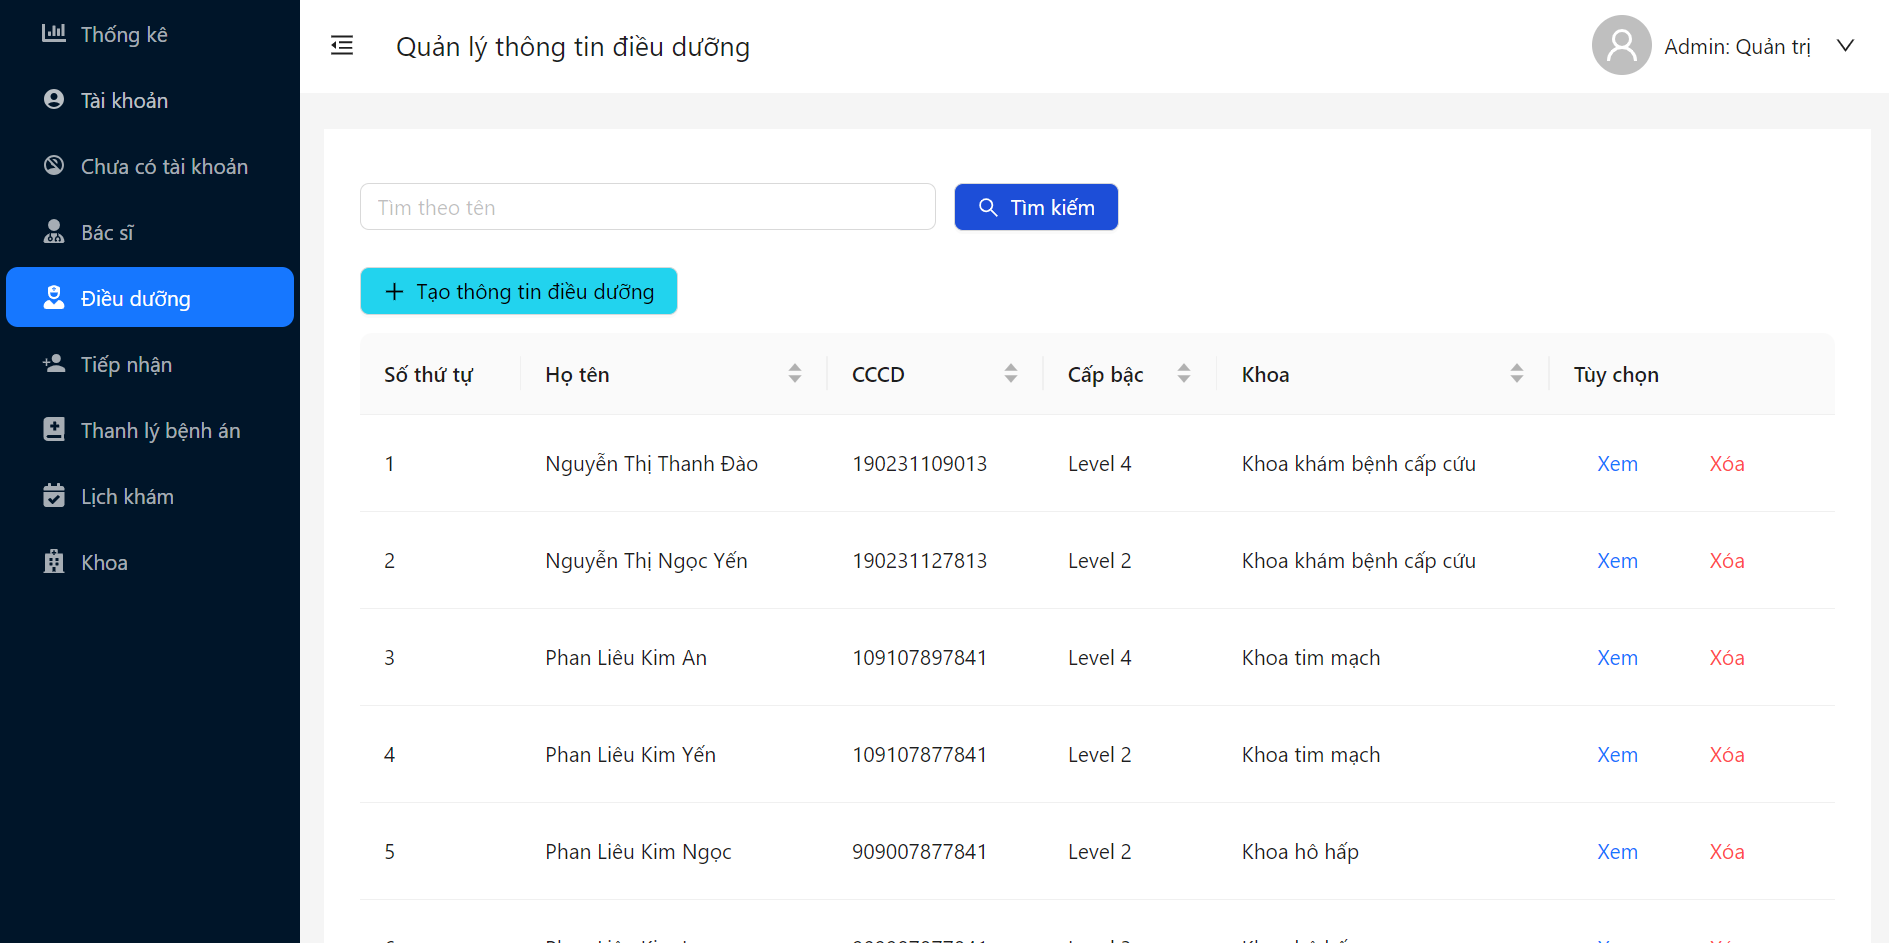 Thống kê
Tài khoản
Chưa có tài khoản
Bác sĩ
Điều dưỡng
Tiếp nhận
Thanh lý bệnh án
Lịch khám
Khoa
Quản lý thông tin điều dưỡng
Admin: Quản trị
Tìm theo tên
Tìm kiếm
Tạo thông tin điều dưỡng
Số thứ tự Họ tên CCCD Cấp bậc Khoa Tùy chọn
1 Nguyễn Thị Thanh Đào 190231109013 Level 4 Khoa khám bệnh cấp cứu Xem Xóa
2 Nguyễn Thị Ngọc Yến 190231127813 Level 2 Khoa khám bệnh cấp cứu Xem Xóa
3 Phan Liêu Kim An 109107897841 Level 4 Khoa tim mạch Xem Xóa
4 Phan Liêu Kim Yến 109107877841 Level 2 Khoa tim mạch Xem Xóa
5 Phan Liêu Kim Ngọc 909007877841 Level 2 Khoa hô hấp Xem Xóa